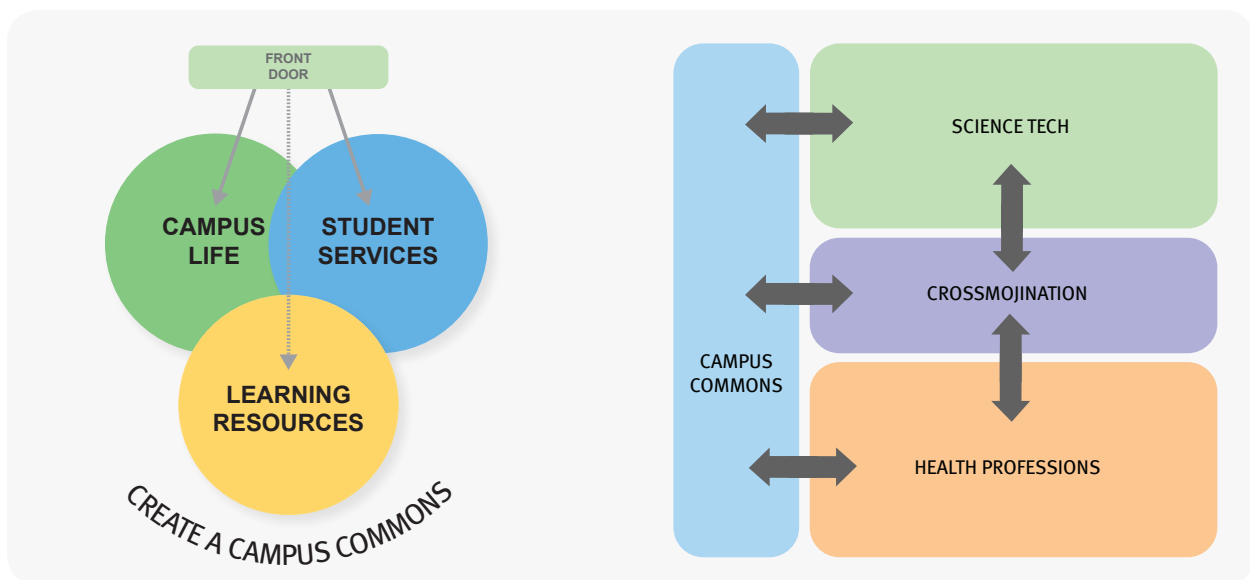 FRONT
DOOR
CAMPUS
LIFE
STUDENT
SERVICES
LEARNING
RESOURCES
CREATE A CAMPUS COMMONS
CAMPUS
COMMONS
SCIENCE TECH
CROSSMOJINATION
HEALTH PROFESSIONS